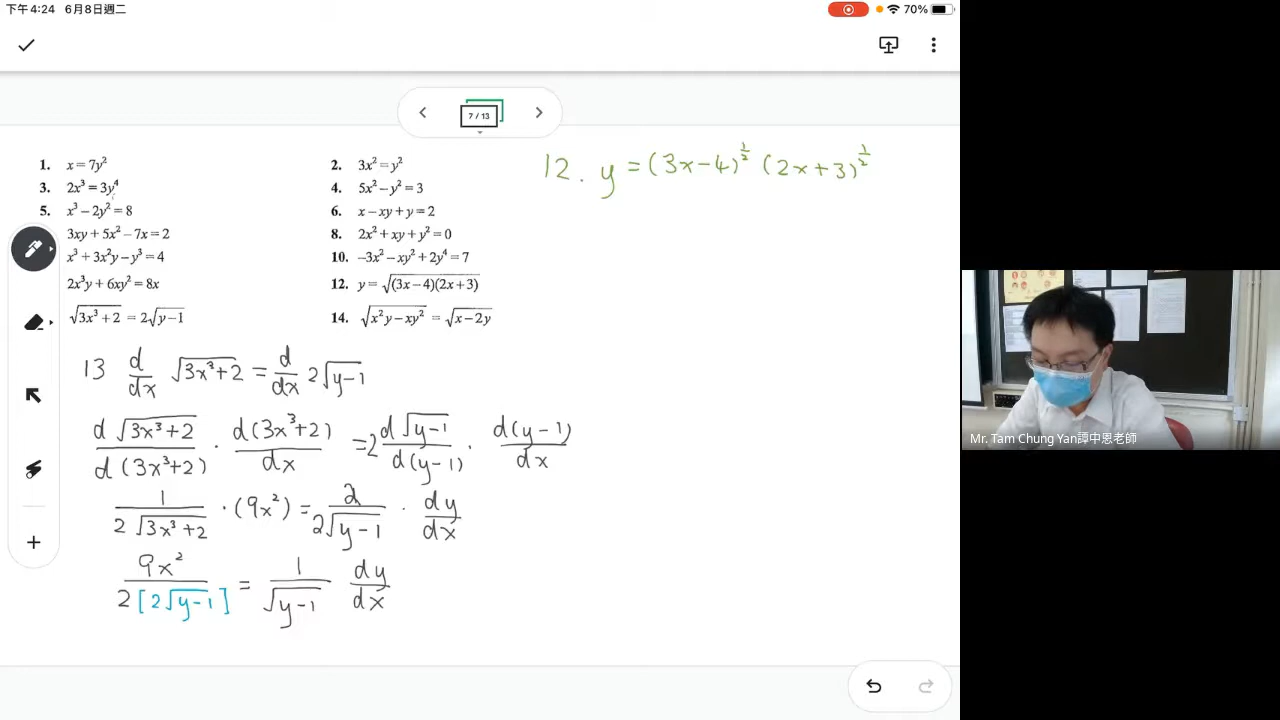 下午4:24 6月8日週二
70%
7 / 13
1. x = 7y²
2. 3x² = y²
3. 2x³ = 3y⁴
4. 5x² – y² = 3
5. x³ – 2y² = 8
6. x – xy + y = 2
3xy + 5x² – 7x = 2
8. 2x² + xy + y² = 0
x³ + 3x²y – y³ = 4
10. –3x² – xy² + 2y⁴ = 7
2x³y + 6xy² = 8x
12. y = √((3x – 4)(2x + 3))
√(3x³ + 2) = 2√(y – 1)
14. √(x²y – xy²) = √(x – 2y)
12. y = (3x – 4)^(1/2) (2x + 3)^(1/2)
13 d/dx √(3x³+2) = d/dx 2√(y–1)
d√(3x³+2)/d(3x³+2) · d(3x³+2)/dx = 2 d√(y–1)/d(y–1) · d(y–1)/dx
1/(2√(3x³+2)) · (9x²) = 2/(2√(y–1)) · dy/dx
9x²/(2[2√(y–1)]) = 1/√(y–1) dy/dx
Mr. Tam Chung Yan譚中恩老師